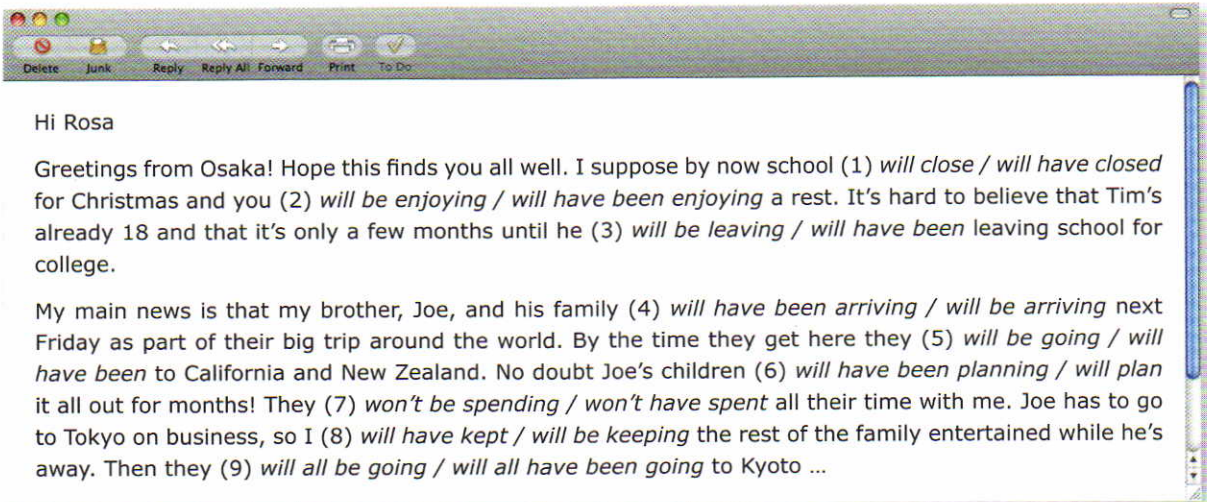 Delete Junk Reply Reply All Forward Print To Do
Hi Rosa
Greetings from Osaka! Hope this finds you all well. I suppose by now school (1) will close / will have closed
for Christmas and you (2) will be enjoying / will have been enjoying a rest. It's hard to believe that Tim's
already 18 and that it's only a few months until he (3) will be leaving / will have been leaving school for
college.
My main news is that my brother, Joe, and his family (4) will have been arriving / will be arriving next
Friday as part of their big trip around the world. By the time they get here they (5) will be going / will
have been to California and New Zealand. No doubt Joe's children (6) will have been planning / will plan
it all out for months! They (7) won't be spending / won't have spent all their time with me. Joe has to go
to Tokyo on business, so I (8) will have kept / will be keeping the rest of the family entertained while he's
away. Then they (9) will all be going / will all have been going to Kyoto ...